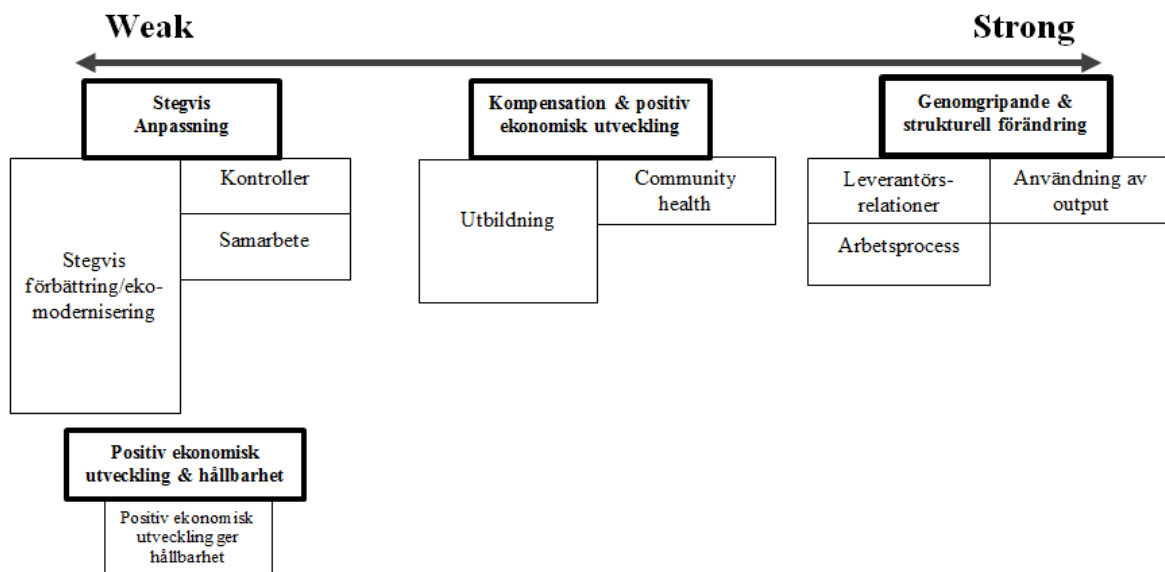 Weak
Strong
Stegvis
Anpassning
Kompensation & positiv
ekonomisk utveckling
Genomgripande &
strukturell förändring
Stegvis
förbättring/eko-
modernisering
Kontroller
Samarbete
Utbildning
Community
health
Leverantörs-
relationer
Arbetsprocess
Användning av
output
Positiv ekonomisk
utveckling & hållbarhet
Positiv ekonomisk
utveckling ger
hållbarhet